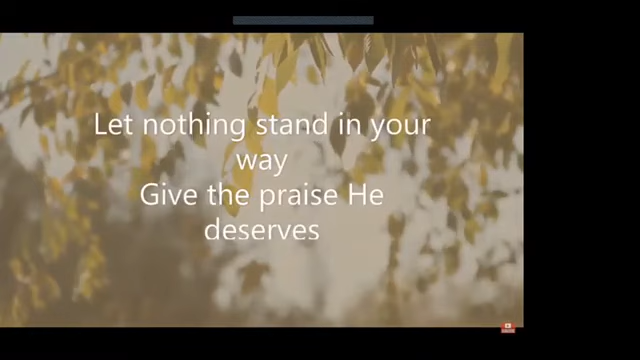 Let nothing stand in your
way
Give the praise He
deserves